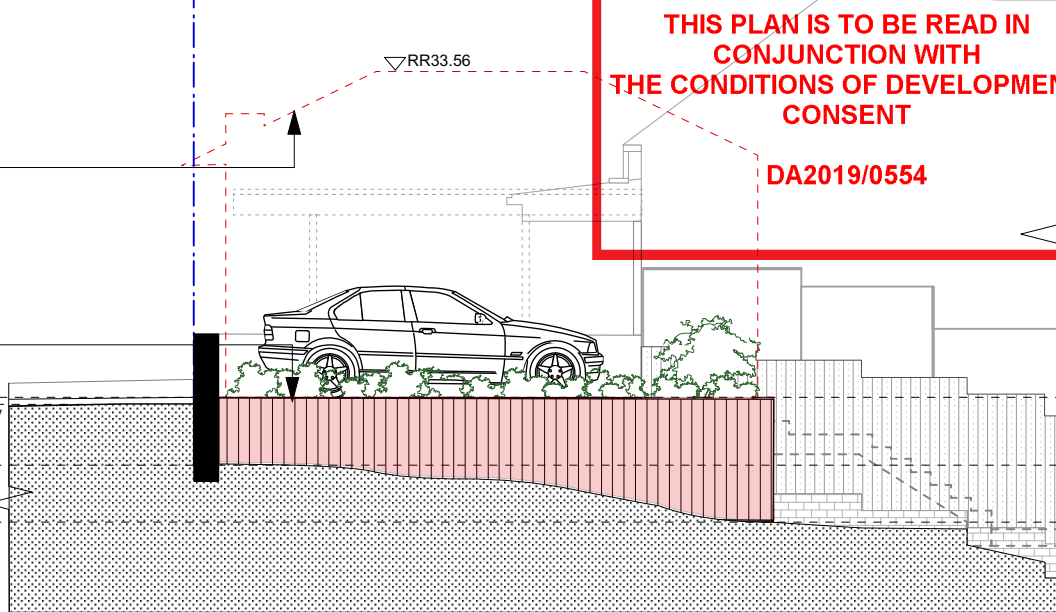 RR33.56
THIS PLAN IS TO BE READ IN
CONJUNCTION WITH
THE CONDITIONS OF DEVELOPMEN
CONSENT
DA2019/0554